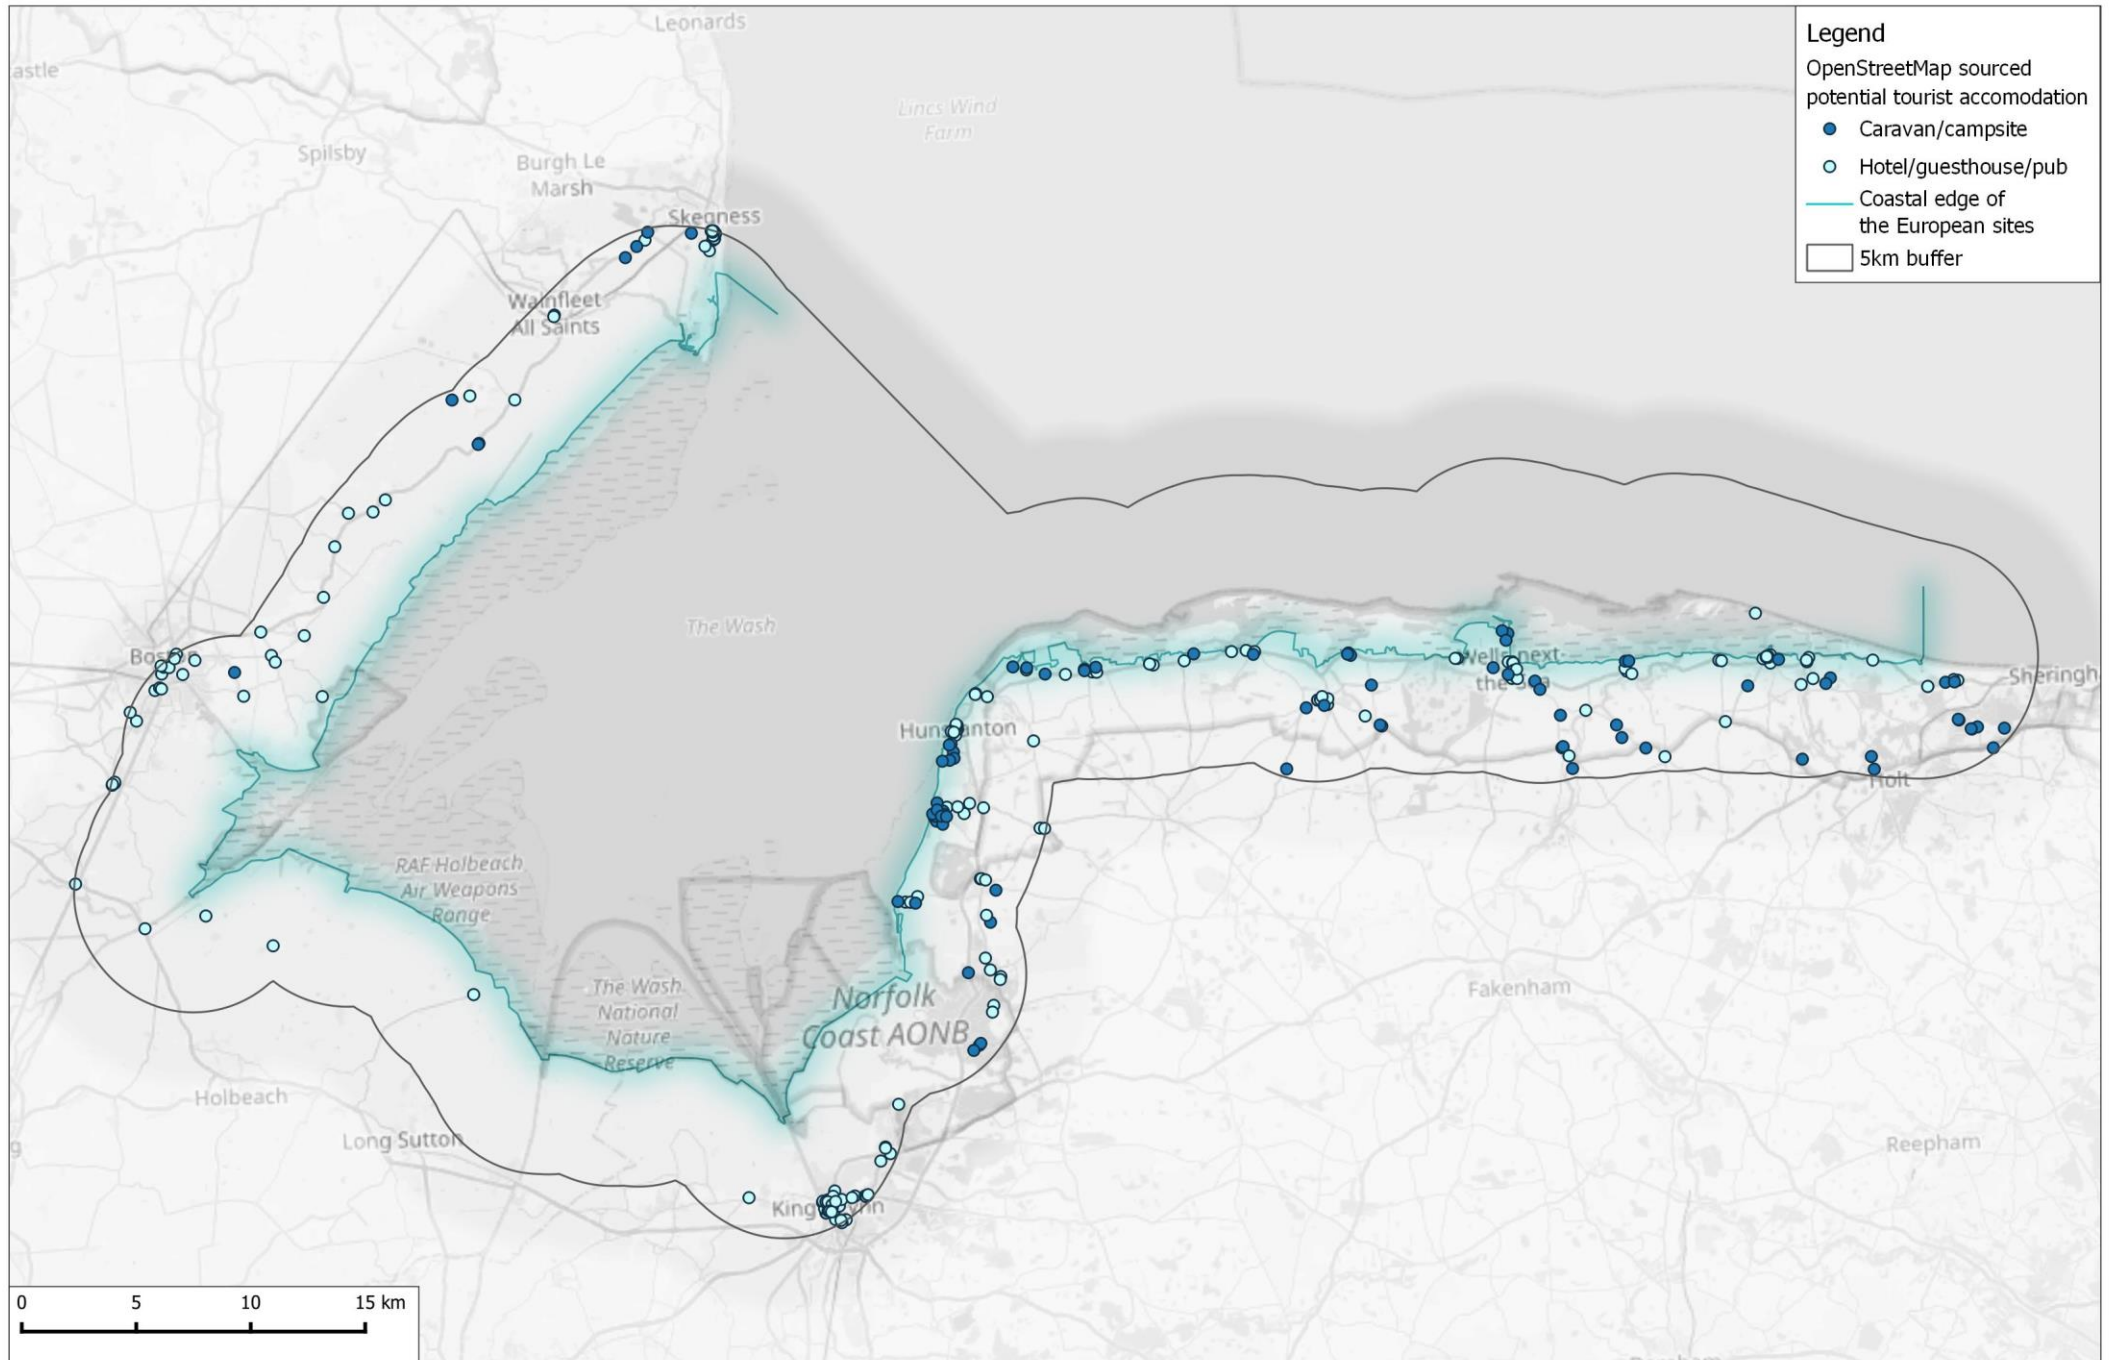 Leonards
astle
Lincs Wind
Farm
Spilsby
Burgh Le
Marsh
Skegness
Wainfleet
All Saints
Legend
OpenStreetMap sourced
potential tourist accomodation
Caravan/campsite
Hotel/guesthouse/pub
Coastal edge of
the European sites
5km buffer
The Wash
Boston
Wells-next
the-Sea
Sheringh
Hunstanton
Holt
RAF Holbeach
Air Weapons
Range
The Wash
National
Nature
Reserve
Norfolk
Coast AONB
Fakenham
Holbeach
Long Sutton
g
Reepham
King's Lynn
0 5 10 15 km